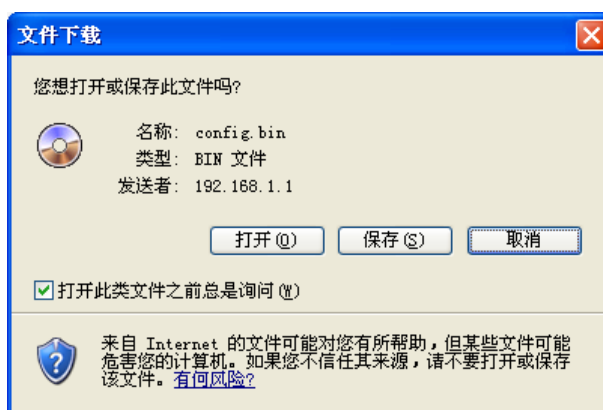 文件下载
您想打开或保存此文件吗?
名称: config.bin
类型: BIN 文件
发送者: 192.168.1.1
打开(O) 保存(S) 取消
打开此类文件之前总是询问(W)
来自 Internet 的文件可能对您有所帮助,但某些文件可能
危害您的计算机。如果您不信任其来源,请不要打开或保存
该文件。有何风险?